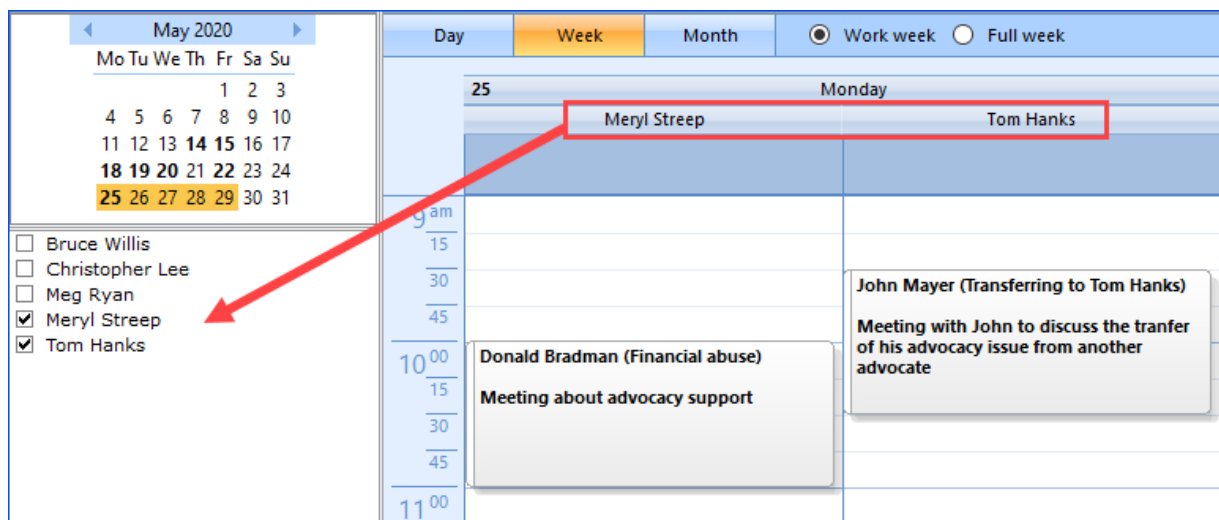 May 2020
Mo Tu We Th Fr Sa Su
1 2 3
4 5 6 7 8 9 10
11 12 13 14 15 16 17
18 19 20 21 22 23 24
25 26 27 28 29 30 31
Bruce Willis
Christopher Lee
Meg Ryan
Meryl Streep
Tom Hanks
Day Week Month Work week Full week
25 Monday
Meryl Streep Tom Hanks
9 am
15
30
45
10 00
15
30
45
11 00
Donald Bradman (Financial abuse)
Meeting about advocacy support
John Mayer (Transferring to Tom Hanks)
Meeting with John to discuss the tranfer
of his advocacy issue from another
advocate